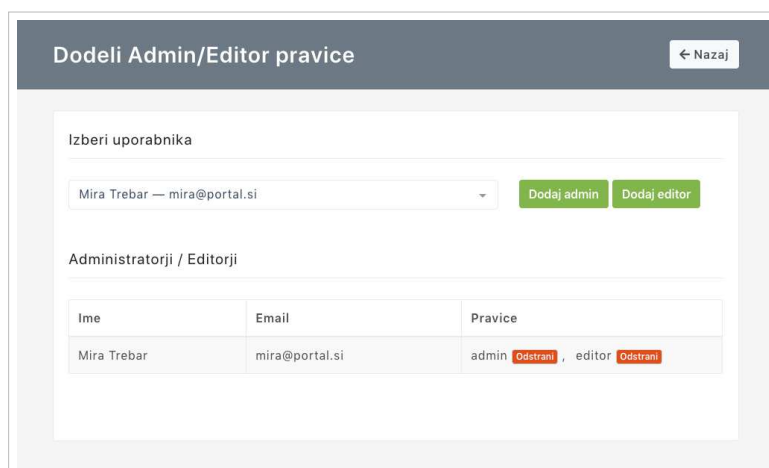 Dodeli Admin/Editor pravice
← Nazaj
Izberi uporabnika
Mira Trebar — mira@portal.si
Dodaj admin
Dodaj editor
Administratorji / Editorji
Ime Email Pravice
Mira Trebar mira@portal.si admin Odstrani , editor Odstrani